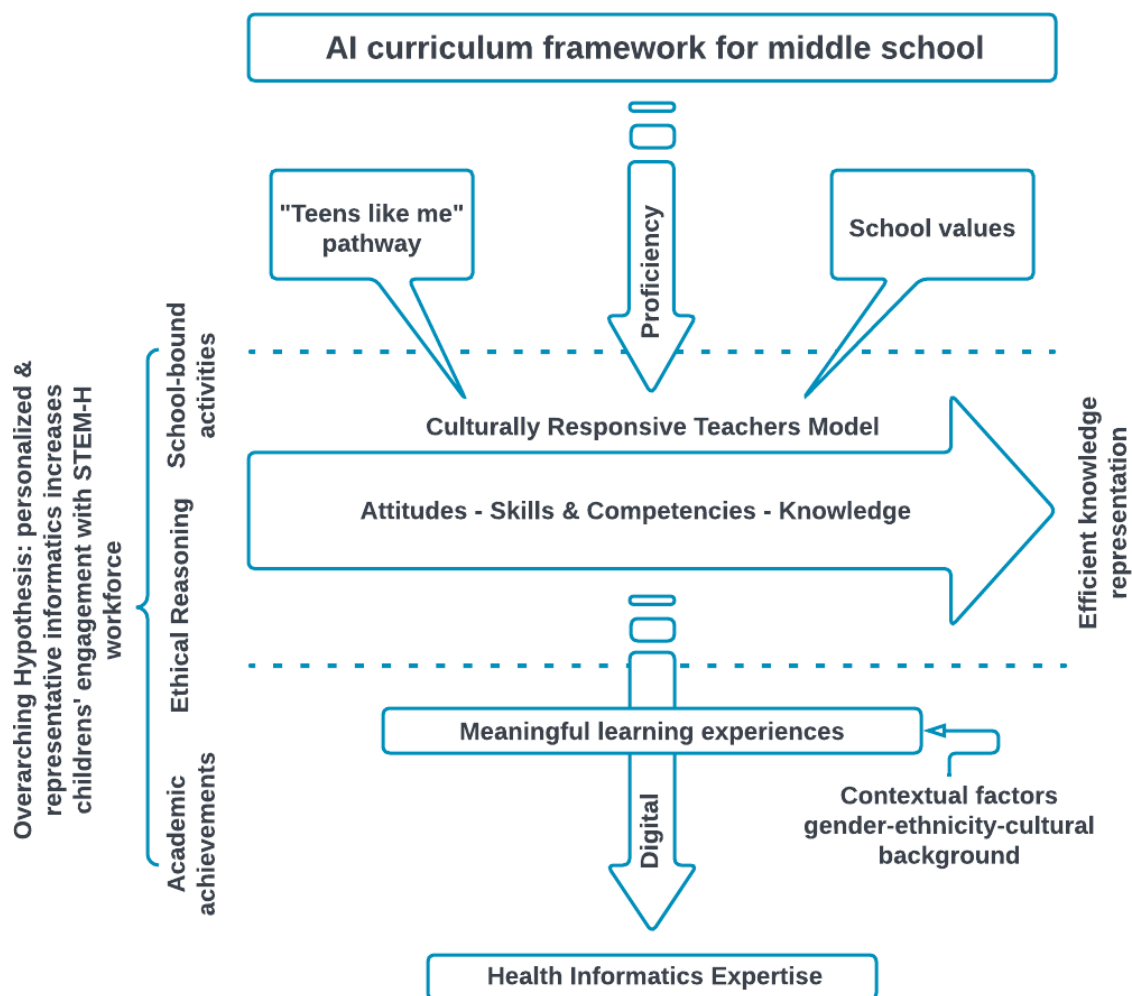 AI curriculum framework for middle school
"Teens like me"
pathway
School values
Proficiency
Overarching Hypothesis: personalized &
representative informatics increases
childrens' engagement with STEM-H
workforce
School-bound
activities
Ethical Reasoning
Academic
achievements
Culturally Responsive Teachers Model
Attitudes - Skills & Competencies - Knowledge
Efficient knowledge
representation
Meaningful learning experiences
Contextual factors
gender-ethnicity-cultural
background
Digital
Health Informatics Expertise